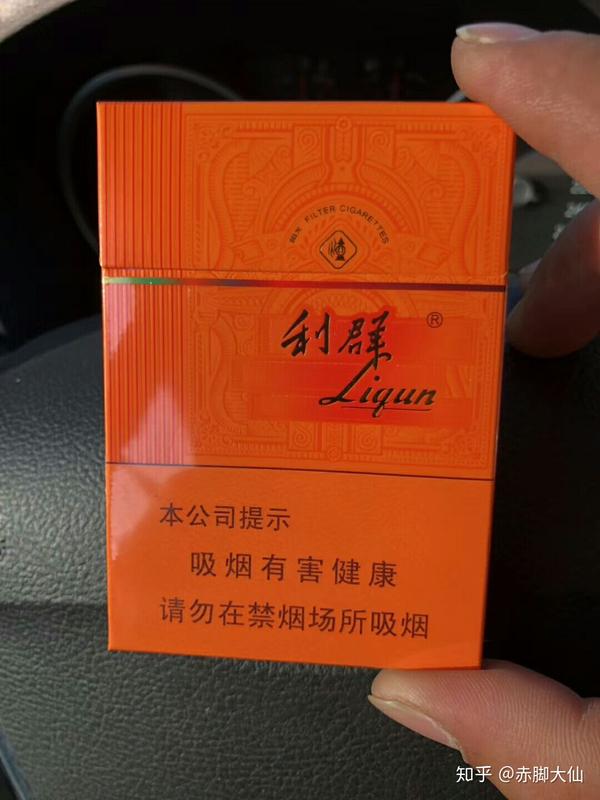 FILTER CIGARETTES
利群®
Liqun
本公司提示
吸烟有害健康
请勿在禁烟场所吸烟
知乎 @赤脚大仙